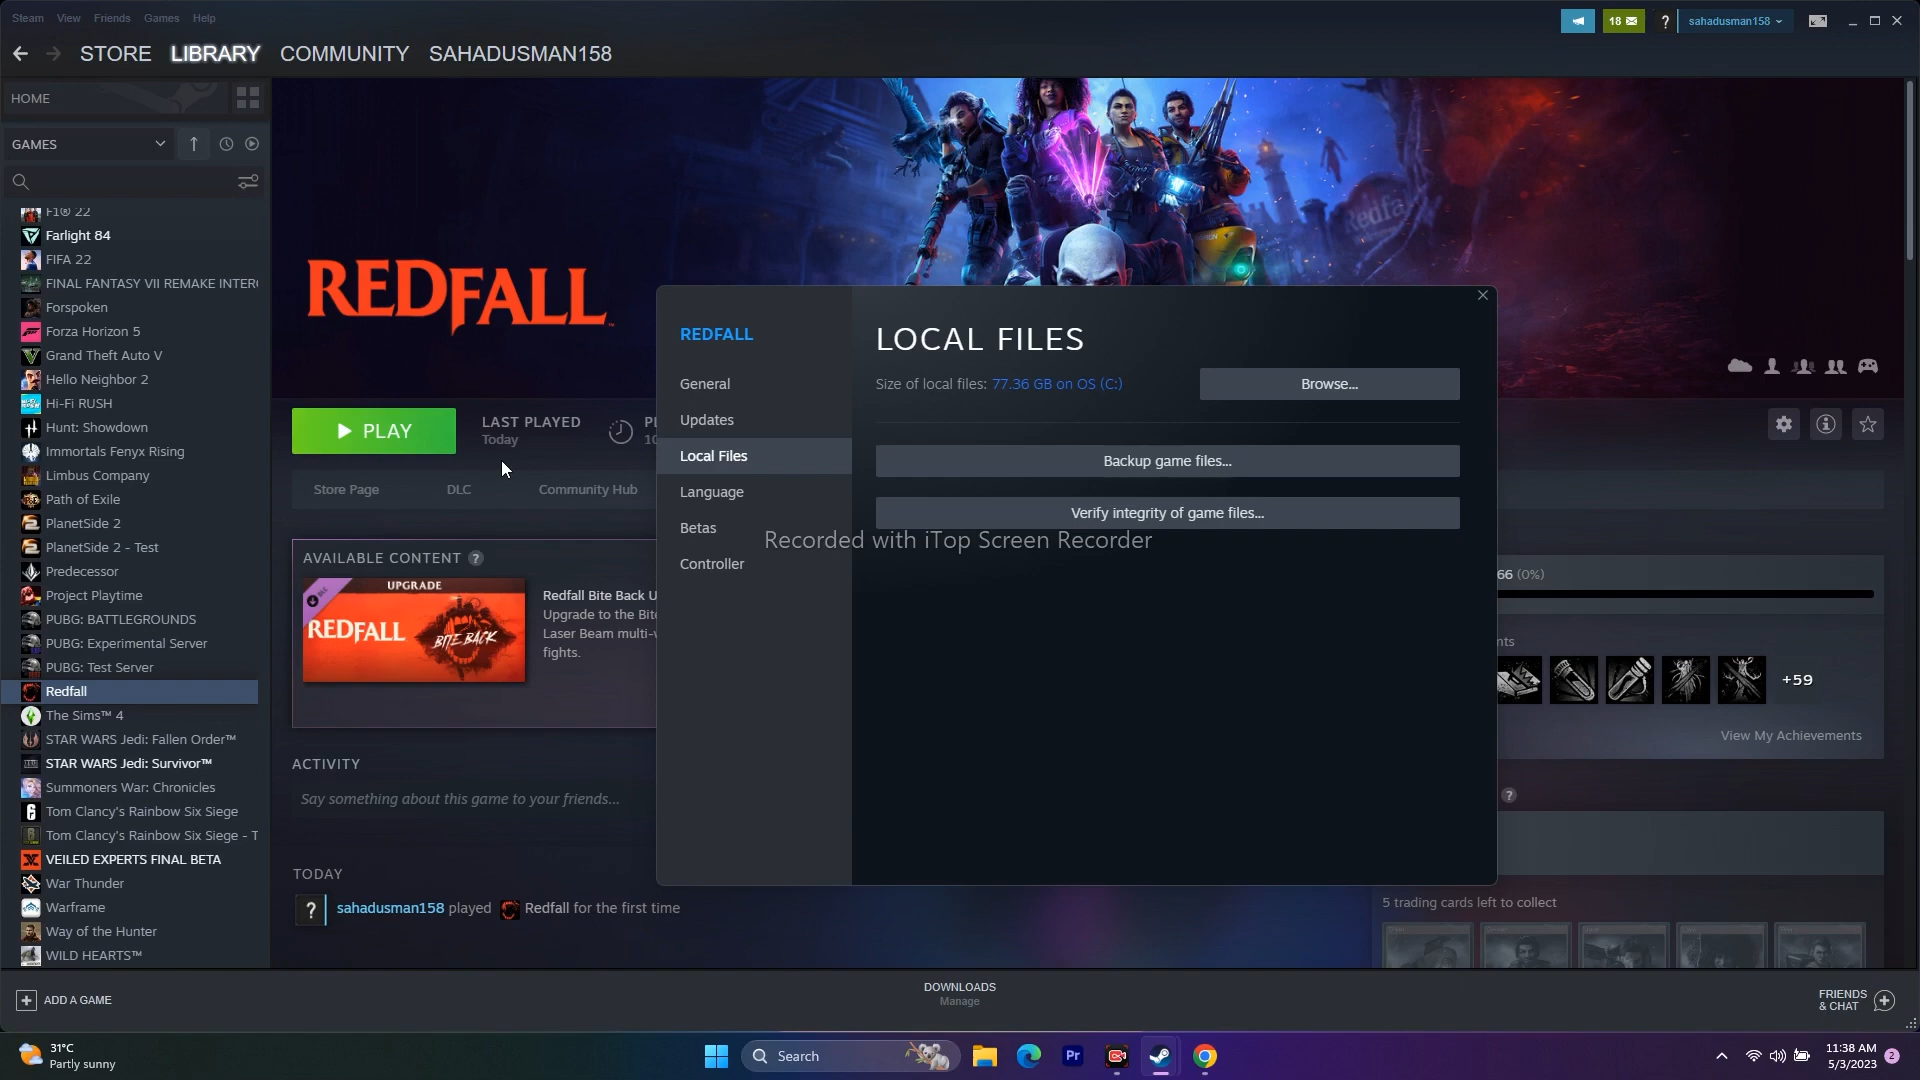 Steam View Friends Games Help
18
?
sahadusman158
STORE LIBRARY COMMUNITY SAHADUSMAN158
HOME
GAMES
F1® 22
Farlight 84
FIFA 22
FINAL FANTASY VII REMAKE INTER
Forspoken
Forza Horizon 5
Grand Theft Auto V
Hello Neighbor 2
Hi-Fi RUSH
Hunt: Showdown
Immortals Fenyx Rising
Limbus Company
Path of Exile
PlanetSide 2
PlanetSide 2 - Test
Predecessor
Project Playtime
PUBG: BATTLEGROUNDS
PUBG: Experimental Server
PUBG: Test Server
Redfall
The Sims™ 4
STAR WARS Jedi: Fallen Order™
STAR WARS Jedi: Survivor™
Summoners War: Chronicles
Tom Clancy's Rainbow Six Siege
Tom Clancy's Rainbow Six Siege - T
VEILED EXPERTS FINAL BETA
War Thunder
Warframe
Way of the Hunter
WILD HEARTS™
REDFALL
PLAY
LAST PLAYED
Today
Store Page DLC Community Hub
AVAILABLE CONTENT ?
UPGRADE
REDFALL BITE BACK
Redfall Bite Back U
Upgrade to the Bite
Laser Beam multi-
fights.
ACTIVITY
Say something about this game to your friends...
TODAY
? sahadusman158 played Redfall for the first time
REDFALL
General
Updates
Local Files
Language
Betas
Controller
LOCAL FILES
Size of local files: 77.36 GB on OS (C:)
Browse...
Backup game files...
Verify integrity of game files...
Recorded with iTop Screen Recorder
66 (0%)
nts
+59
View My Achievements
?
5 trading cards left to collect
ADD A GAME
DOWNLOADS
Manage
FRIENDS
& CHAT
31°C
Partly sunny
Search
Pr
11:38 AM
5/3/2023
2